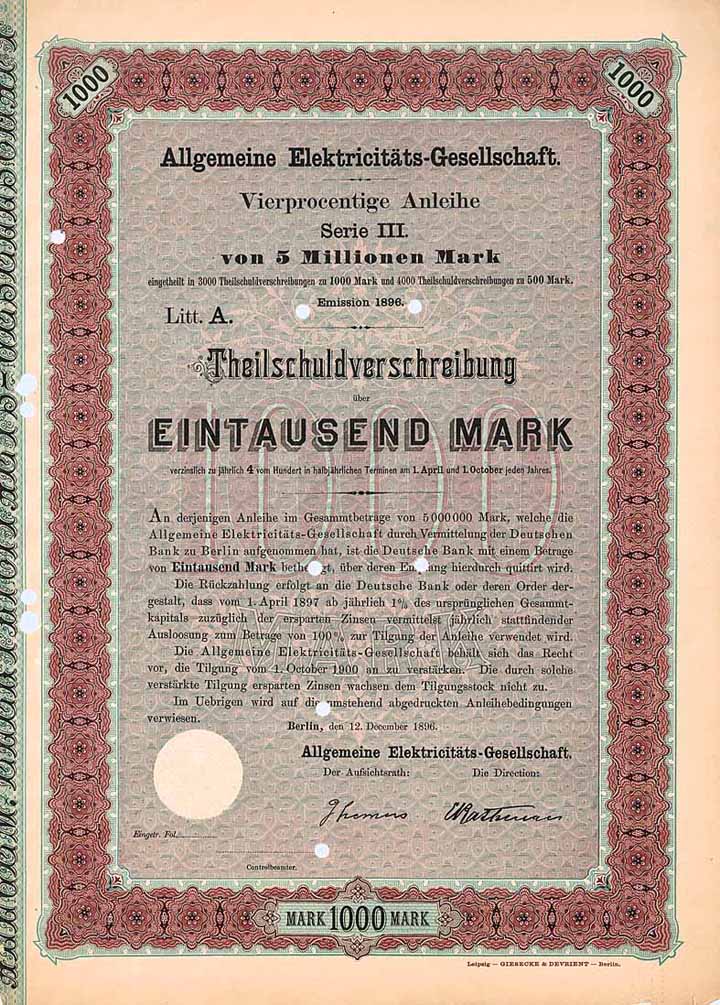 1000
1000
Allgemeine Elektricitäts-Gesellschaft.
Vierprocentige Anleihe
Serie III.
von 5 Millionen Mark
eingetheilt in 3000 Theilschuldverschreibungen zu 1000 Mark und 4000 Theilschuldverschreibungen zu 500 Mark.
Emission 1896.
Litt. A.
Theilschuldverschreibung
über
EINTAUSEND MARK
verzinslich zu jährlich 4 vom Hundert in halbjährlichen Terminen am 1. April und 1. October jeden Jahres.
An derjenigen Anleihe im Gesammtbetrage von 5000000 Mark, welche die
Allgemeine Elektricitäts-Gesellschaft durch Vermittelung der Deutschen
Bank zu Berlin aufgenommen hat, ist die Deutsche Bank mit einem Betrage
von Eintausend Mark betheiligt, über deren Empfang hierdurch quittirt wird.
Die Rückzahlung erfolgt an die Deutsche Bank oder deren Order der-
gestalt, dass vom 1. April 1897 ab jährlich 1% des ursprünglichen Gesammt-
kapitals zuzüglich der ersparten Zinsen vermittelst jährlich stattfindender
Ausloosung zum Betrage von 100% zur Tilgung der Anleihe verwendet wird.
Die Allgemeine Elektricitäts-Gesellschaft behält sich das Recht
vor, die Tilgung vom 1. October 1900 an zu verstärken. Die durch solche
verstärkte Tilgung ersparten Zinsen wachsen dem Tilgungsstock nicht zu.
Im Uebrigen wird auf die umstehend abgedruckten Anleihebedingungen
verwiesen.
Berlin, den 12. December 1896.
Allgemeine Elektricitäts-Gesellschaft.
Der Aufsichtsrath: Die Direction:
ERathenau
Eingetr. Fol.
Controlbeamter.
MARK 1000 MARK
Leipzig — GIESECKE & DEVRIENT — Berlin.